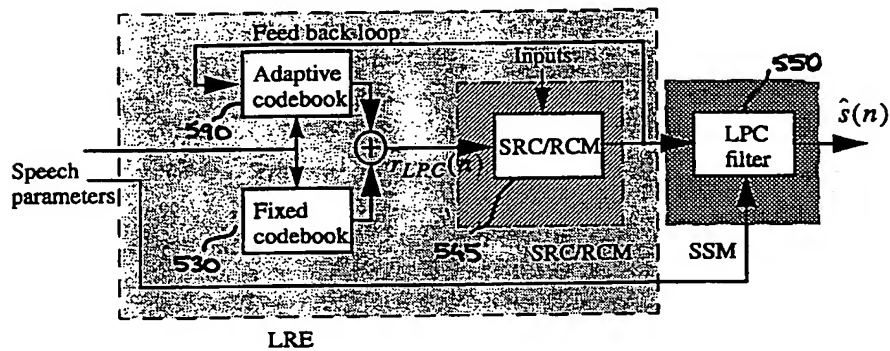 Feed back loop
Inputs
550
Adaptive
codebook
590
ŝ(n)
+
r_LPC(n)
SRC/RCM
LPC
filter
Speech
parameters
Fixed
codebook
530
545
SRC/RCM
SSM
LRE